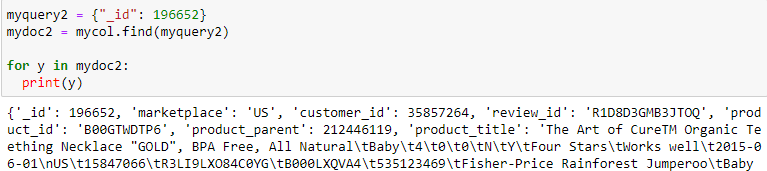 myquery2 = {"_id": 196652}
mydoc2 = mycol.find(myquery2)
for y in mydoc2:
  print(y)
{'_id': 196652, 'marketplace': 'US', 'customer_id': 35857264, 'review_id': 'R1D8D3GMB3JTOQ', 'prod
uct_id': 'B00GTWDTP6', 'product_parent': 212446119, 'product_title': 'The Art of CureTM Organic Te
ething Necklace "GOLD", BPA Free, All Natural\tBaby\t4\t0\t0\tN\tY\tFour Stars\tWorks well\t2015-0
6-01\nUS\t15847066\tR3LI9LXO84C0YG\tB000LXQVA4\t535123469\tFisher-Price Rainforest Jumperoo\tBaby